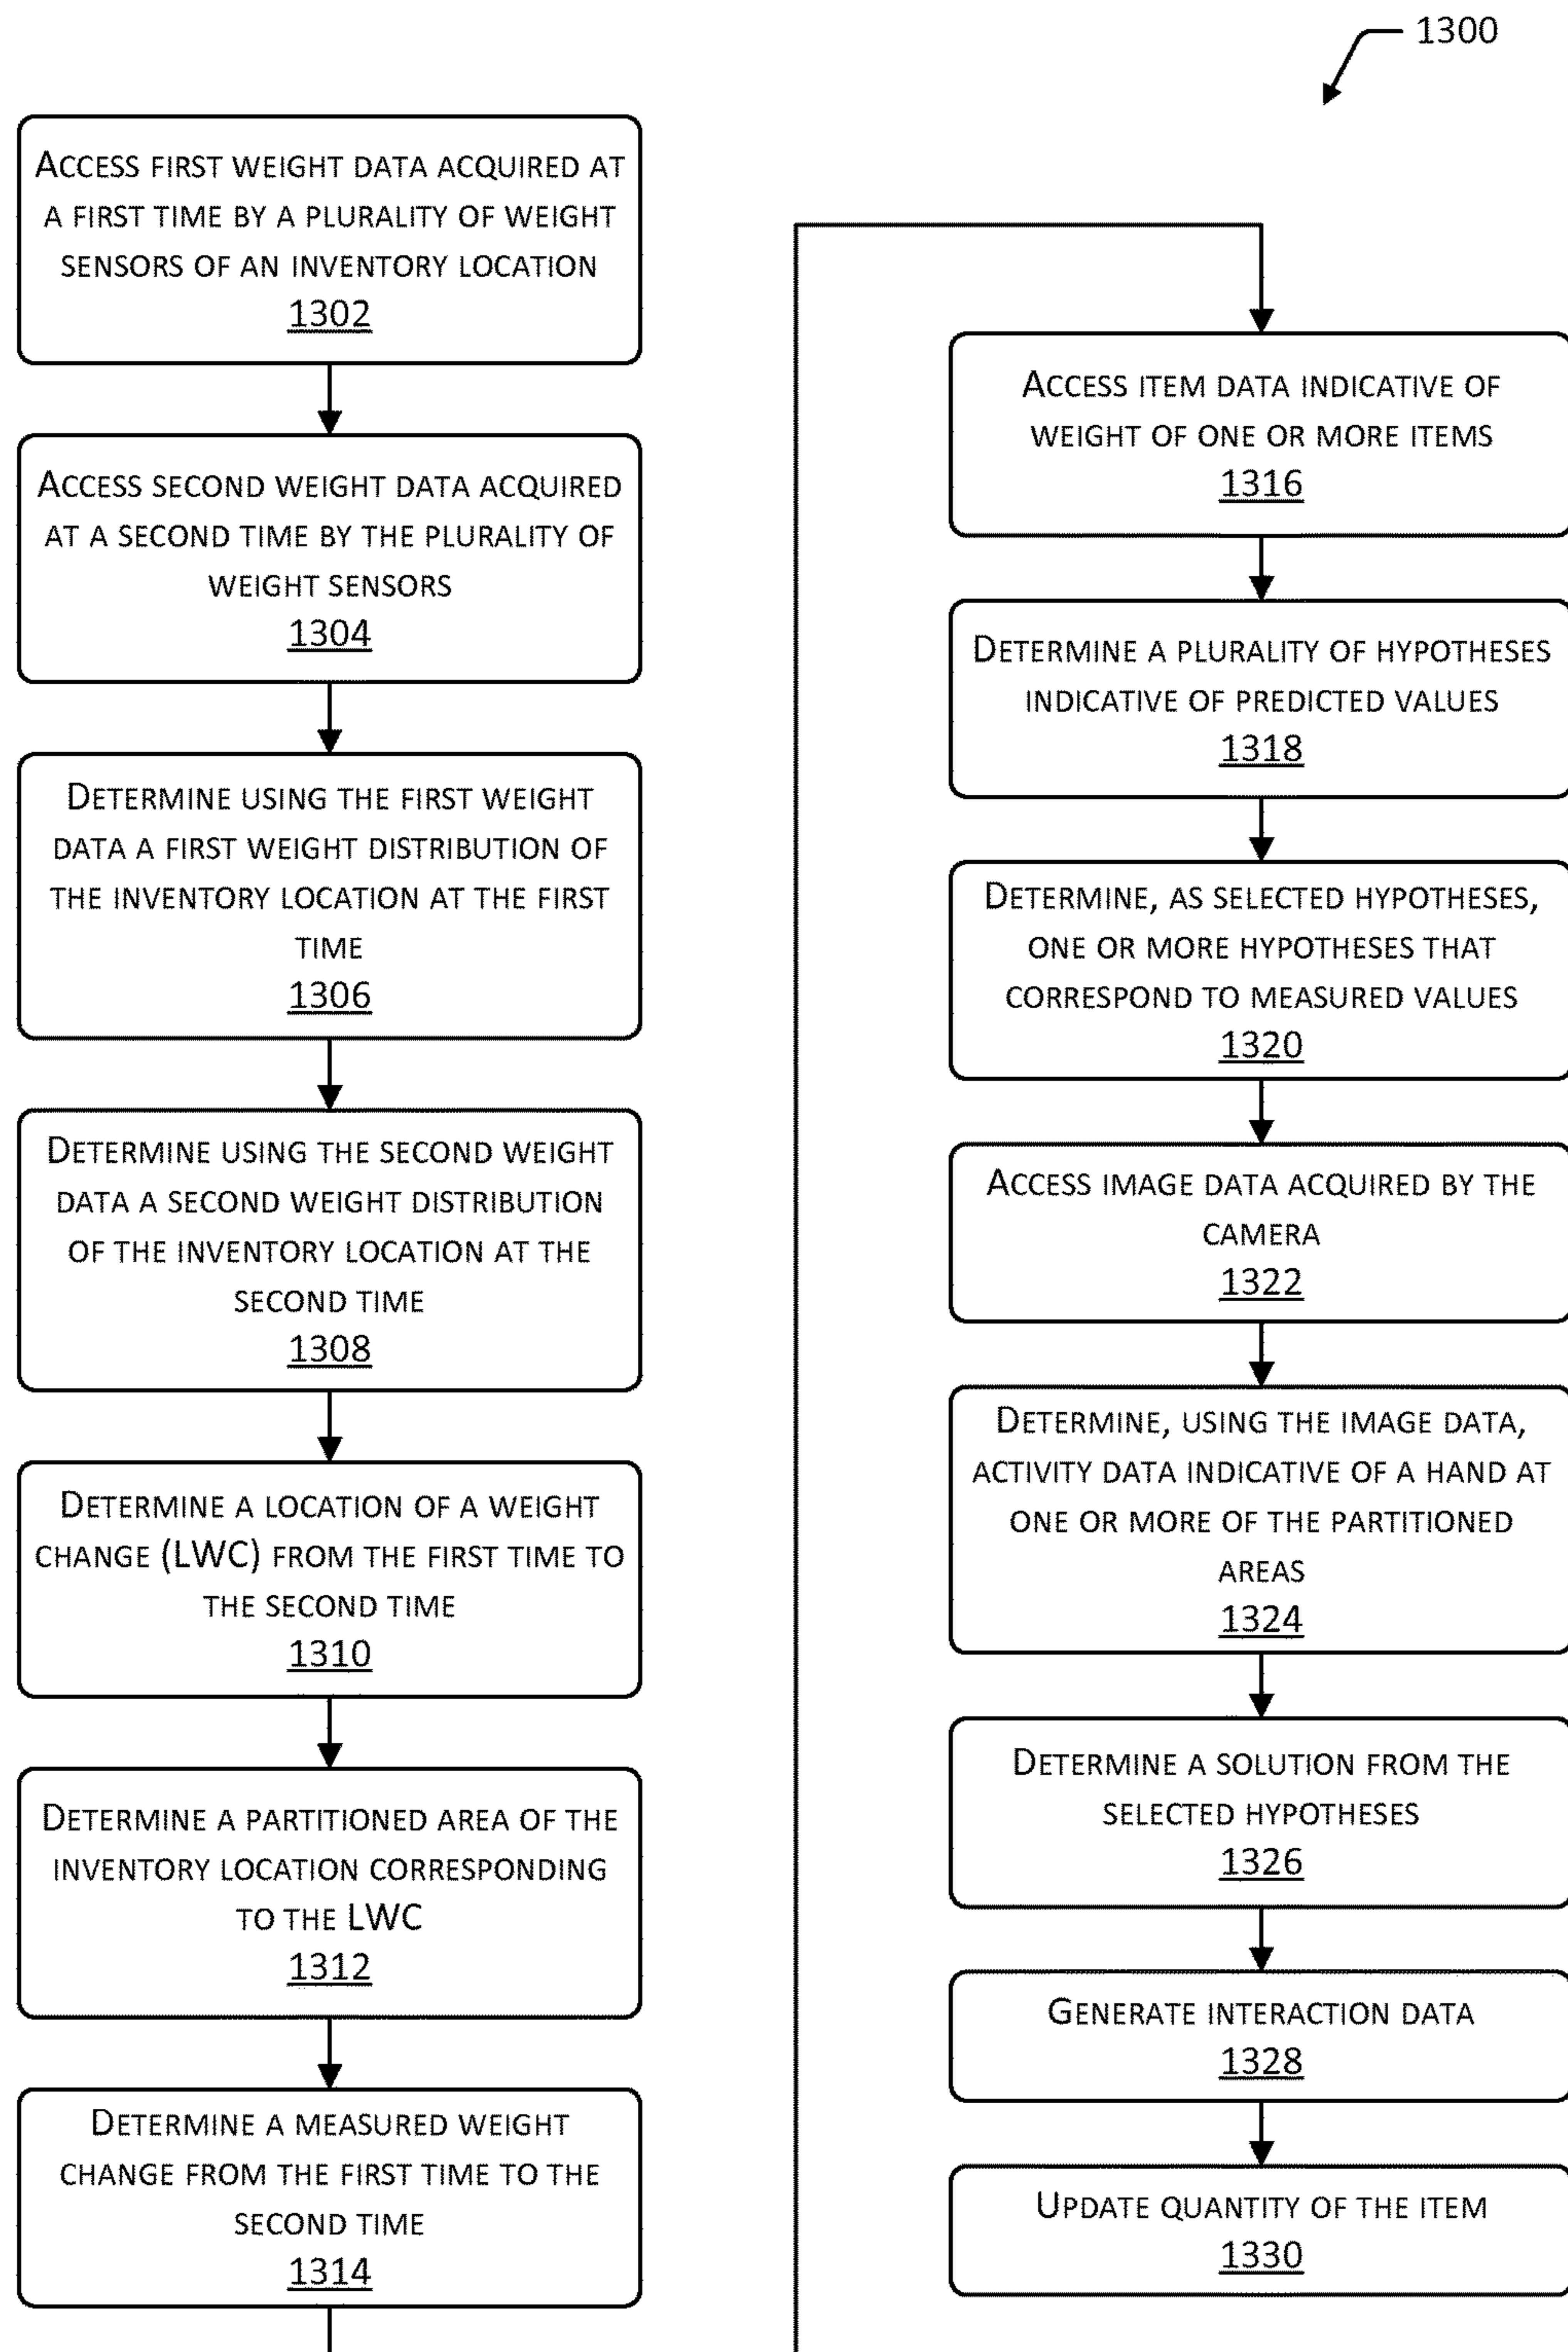 1300
Access first weight data acquired at
a first time by a plurality of weight
sensors of an inventory location
1302
Access second weight data acquired
at a second time by the plurality of
weight sensors
1304
Determine using the first weight
data a first weight distribution of
the inventory location at the first
time
1306
Determine using the second weight
data a second weight distribution
of the inventory location at the
second time
1308
Determine a location of a weight
change (LWC) from the first time to
the second time
1310
Determine a partitioned area of the
inventory location corresponding
to the LWC
1312
Determine a measured weight
change from the first time to the
second time
1314
Access item data indicative of
weight of one or more items
1316
Determine a plurality of hypotheses
indicative of predicted values
1318
Determine, as selected hypotheses,
one or more hypotheses that
correspond to measured values
1320
Access image data acquired by the
camera
1322
Determine, using the image data,
activity data indicative of a hand at
one or more of the partitioned
areas
1324
Determine a solution from the
selected hypotheses
1326
Generate interaction data
1328
Update quantity of the item
1330